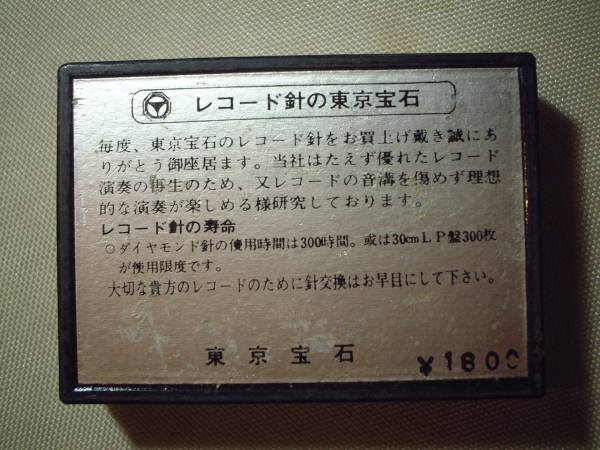 レコード針の東京宝石
毎度、東京宝石のレコード針をお買上げ戴き誠にあ
りがとう御座居ます。当社はたえず優れたレコード
演奏の再生のため、又レコードの音溝を傷めず理想
的な演奏が楽しめる様研究しております。
レコード針の寿命
○ダイヤモンド針の使用時間は300時間。或は30cmLP盤300枚
が使用限度です。
大切な貴方のレコードのために針交換はお早目にして下さい。
東京宝石
¥1800